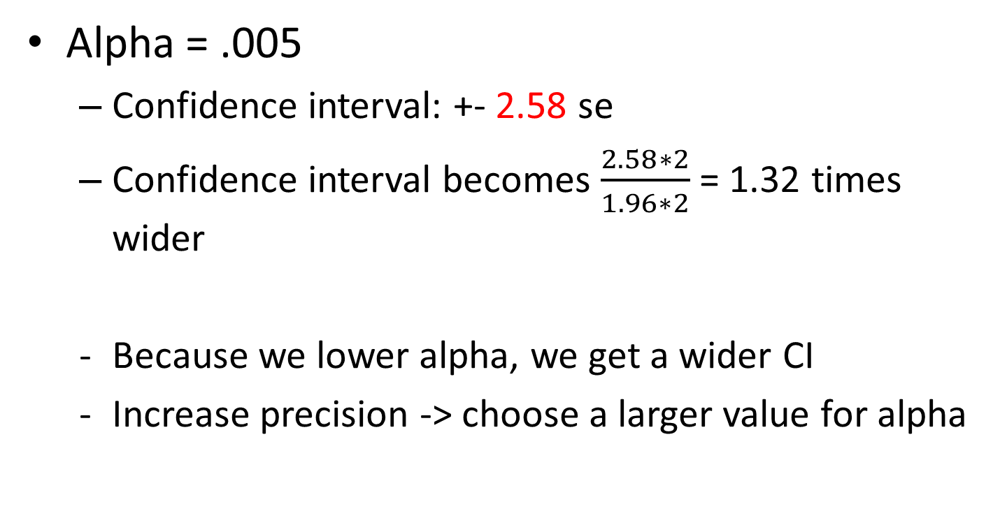 • Alpha = .005
– Confidence interval: +- 2.58 se
– Confidence interval becomes \frac{2.58*2}{1.96*2} = 1.32 times
wider
- Because we lower alpha, we get a wider CI
- Increase precision -> choose a larger value for alpha